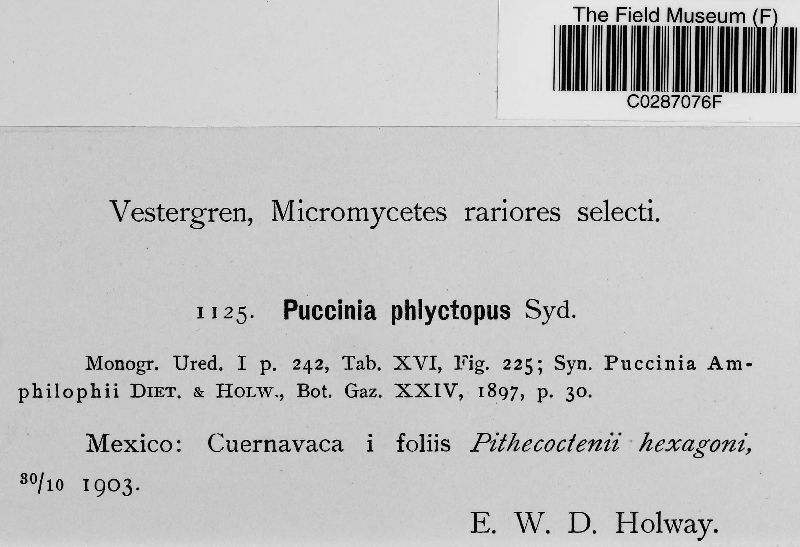 The Field Museum (F)
C0287076F
Vestergren, Micromycetes rariores selecti.
1125. Puccinia phlyctopus Syd.
Monogr. Ured. I p. 242, Tab. XVI, Fig. 225; Syn. Puccinia Am-
philophii DIET. & HOLW., Bot. Gaz. XXIV, 1897, p. 30.
Mexico: Cuernavaca i foliis Pithecoctenii hexagoni,
30/10 1903.
E. W. D. Holway.